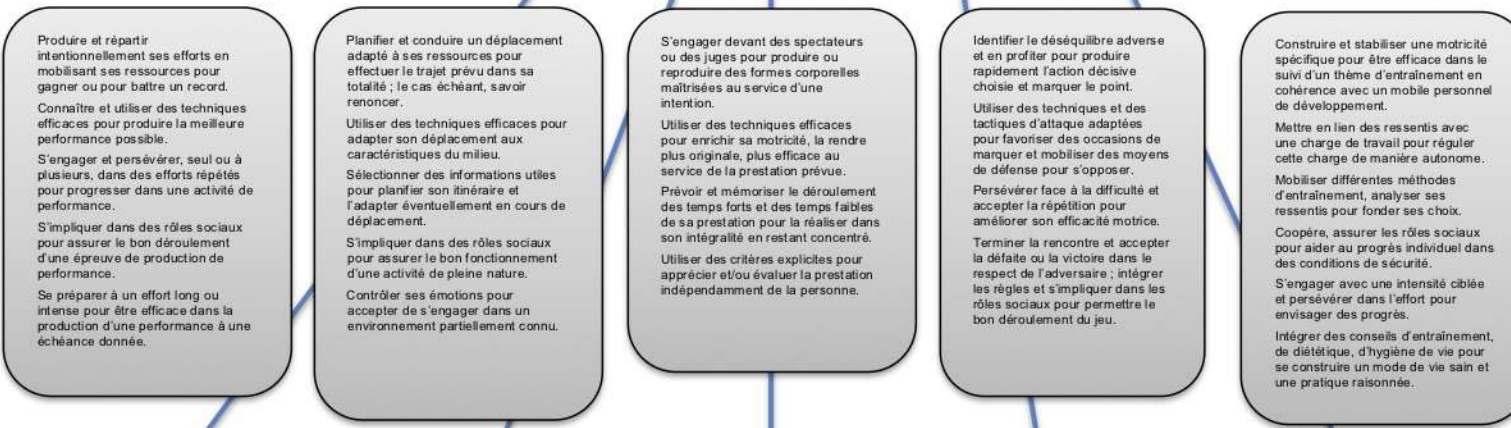 Produire et répartir
intentionnellement ses efforts en
mobilisant ses ressources pour
gagner ou pour battre un record.
Connaître et utiliser des techniques
efficaces pour produire la meilleure
performance possible.
S'engager et persévérer, seul ou à
plusieurs, dans des efforts répétés
pour progresser dans une activité de
performance.
S'impliquer dans des rôles sociaux
pour assurer le bon déroulement
d'une épreuve de production de
performance.
Se préparer à un effort long ou
intense pour être efficace dans la
production d'une performance à une
échéance donnée.
Planifier et conduire un déplacement
adapté à ses ressources pour
effectuer le trajet prévu dans sa
totalité ; le cas échéant, savoir
renoncer.
Utiliser des techniques efficaces pour
adapter son déplacement aux
caractéristiques du milieu.
Sélectionner des informations utiles
pour planifier son itinéraire et
l'adapter éventuellement en cours de
déplacement.
S'impliquer dans des rôles sociaux
pour assurer le bon fonctionnement
d'une activité de pleine nature.
Contrôler ses émotions pour
accepter de s'engager dans un
environnement partiellement connu.
S'engager devant des spectateurs
ou des juges pour produire ou
reproduire des formes corporelles
maîtrisées au service d'une
intention.
Utiliser des techniques efficaces
pour enrichir sa motricité, la rendre
plus originale, plus efficace au
service de la prestation prévue.
Prévoir et mémoriser le déroulement
des temps forts et des temps faibles
de sa prestation pour la réaliser dans
son intégralité en restant concentré.
Utiliser des critères explicites pour
apprécier et/ou évaluer la prestation
indépendamment de la personne.
Identifier le déséquilibre adverse
et en profiter pour produire
rapidement l'action décisive
choisie et marquer le point.
Utiliser des techniques et des
tactiques d'attaque adaptées
pour favoriser des occasions de
marquer et mobiliser des moyens
de défense pour s'opposer.
Persévérer face à la difficulté et
accepter la répétition pour
améliorer son efficacité motrice.
Terminer la rencontre et accepter
la défaite ou la victoire dans le
respect de l'adversaire ; intégrer
les règles et s'impliquer dans les
rôles sociaux pour permettre le
bon déroulement du jeu.
Construire et stabiliser une motricité
spécifique pour être efficace dans le
suivi d'un thème d'entraînement en
cohérence avec un mobile personnel
de développement.
Mettre en lien des ressentis avec
une charge de travail pour réguler
cette charge de manière autonome.
Mobiliser différentes méthodes
d'entraînement, analyser ses
ressentis pour fonder ses choix.
Coopére, assurer les rôles sociaux
pour aider au progrès individuel dans
des conditions de sécurité.
S'engager avec une intensité ciblée
et persévérer dans l'effort pour
envisager des progrès.
Intégrer des conseils d'entraînement,
de diététique, d'hygiène de vie pour
se construire un mode de vie sain et
une pratique raisonnée.